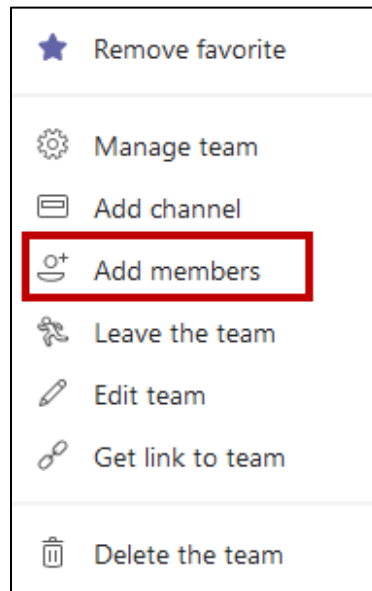 Remove favorite
Manage team
Add channel
Add members
Leave the team
Edit team
Get link to team
Delete the team